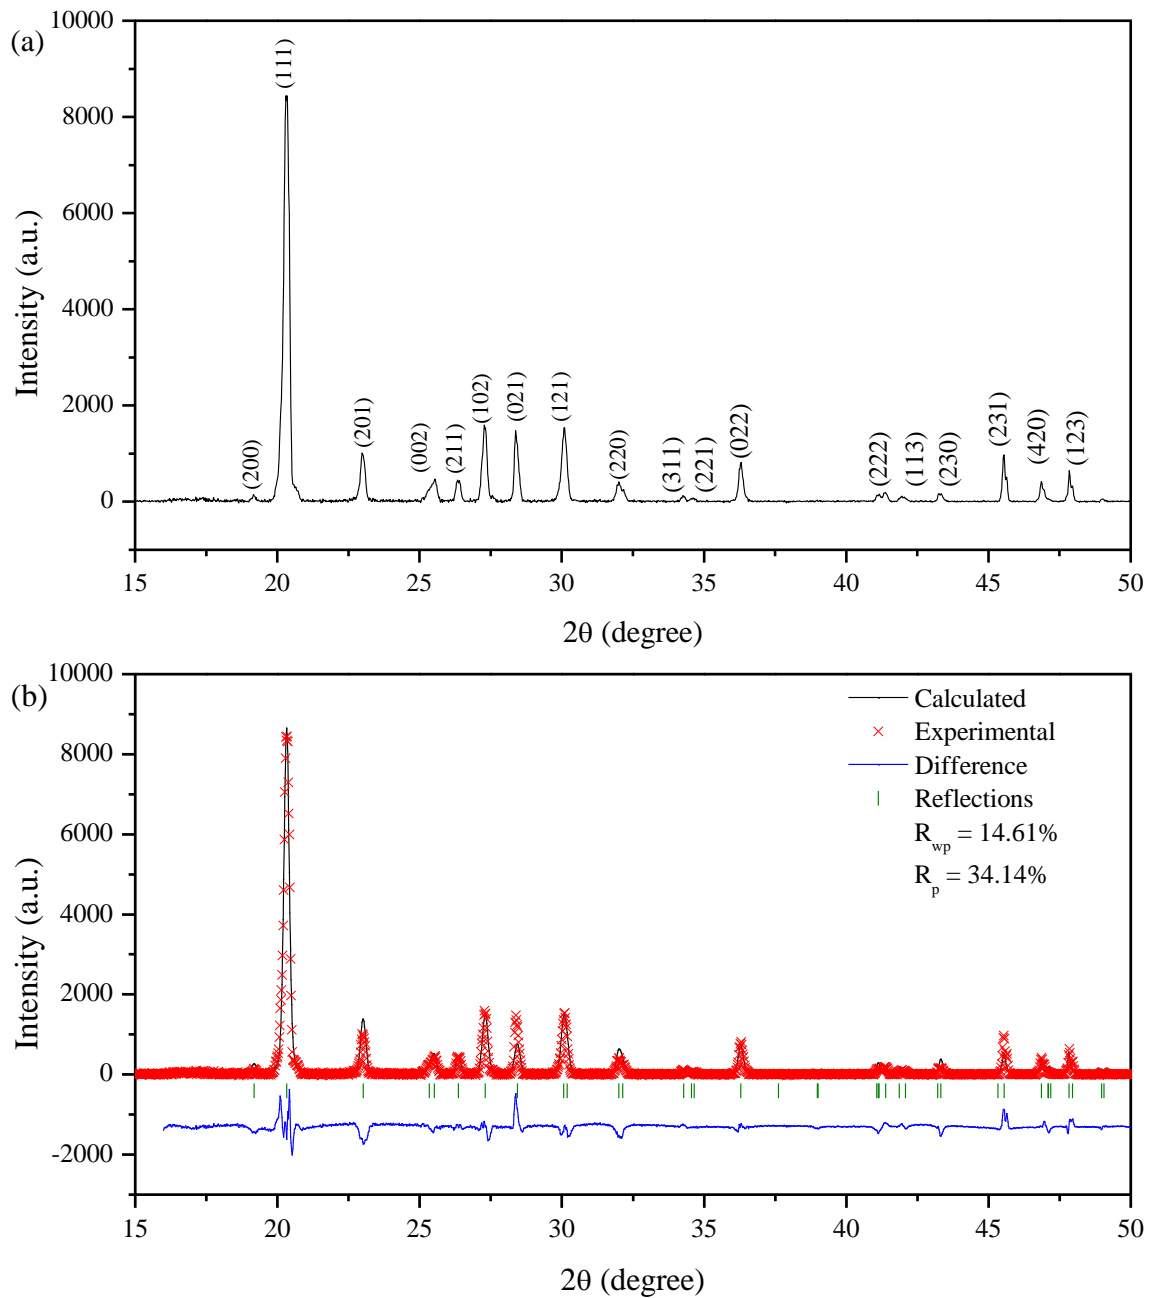 (a)
10000
8000
6000
4000
2000
0
Intensity (a.u.)
(111)
(200)
(201)
(002)
(211)
(102)
(021)
(121)
(220)
(311)
(221)
(022)
(222)
(113)
(230)
(231)
(420)
(123)
15 20 25 30 35 40 45 50
2θ (degree)
(b)
10000
8000
6000
4000
2000
0
-2000
Intensity (a.u.)
Calculated
Experimental
Difference
Reflections
R_wp = 14.61%
R_p = 34.14%
15 20 25 30 35 40 45 50
2θ (degree)